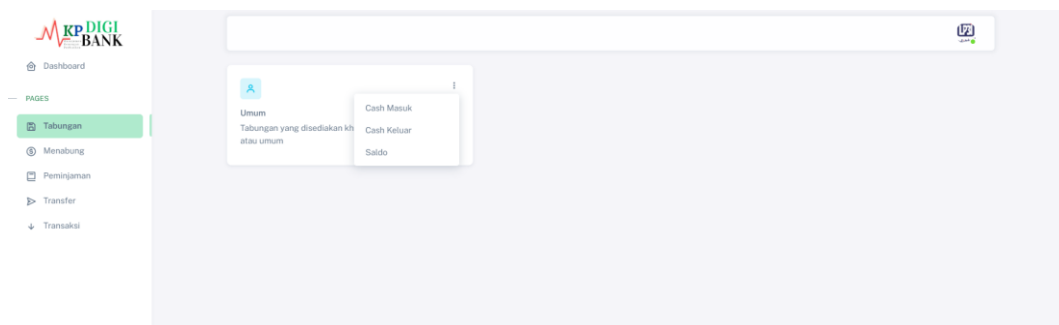 KP DIGI
BANK
Dashboard
PAGES
Tabungan
Menabung
Peminjaman
Transfer
Transaksi
Umum
Tabungan yang disediakan kh
atau umum
Cash Masuk
Cash Keluar
Saldo